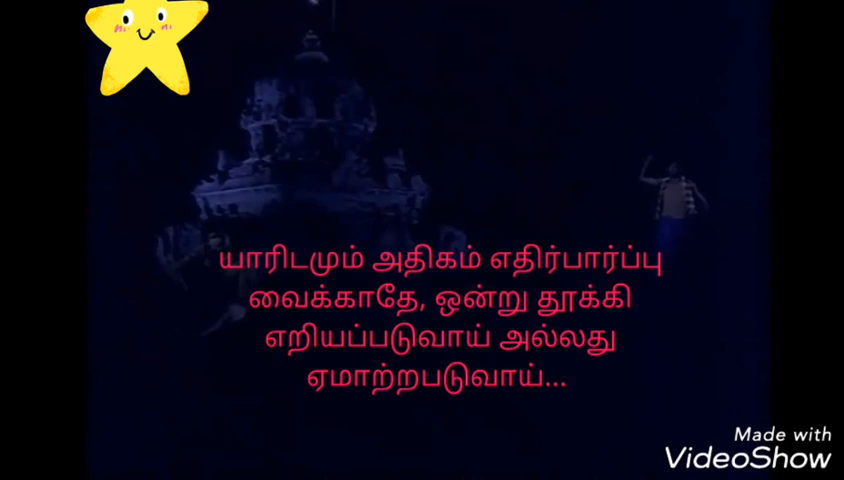 யாரிடமும் அதிகம் எதிர்பார்ப்பு
வைக்காதே, ஒன்று தூக்கி
எறியப்படுவாய் அல்லது
ஏமாற்றபடுவாய்...
Made with
VideoShow